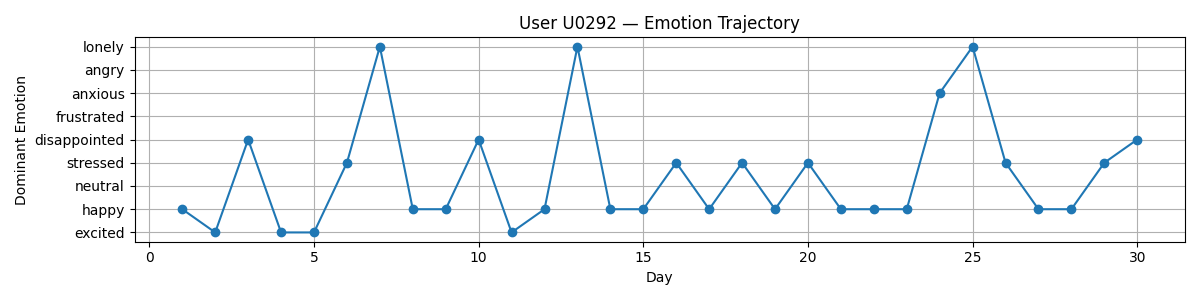 User U0292 — Emotion Trajectory
Dominant Emotion
lonely
angry
anxious
frustrated
disappointed
stressed
neutral
happy
excited
0 5 10 15 20 25 30
Day